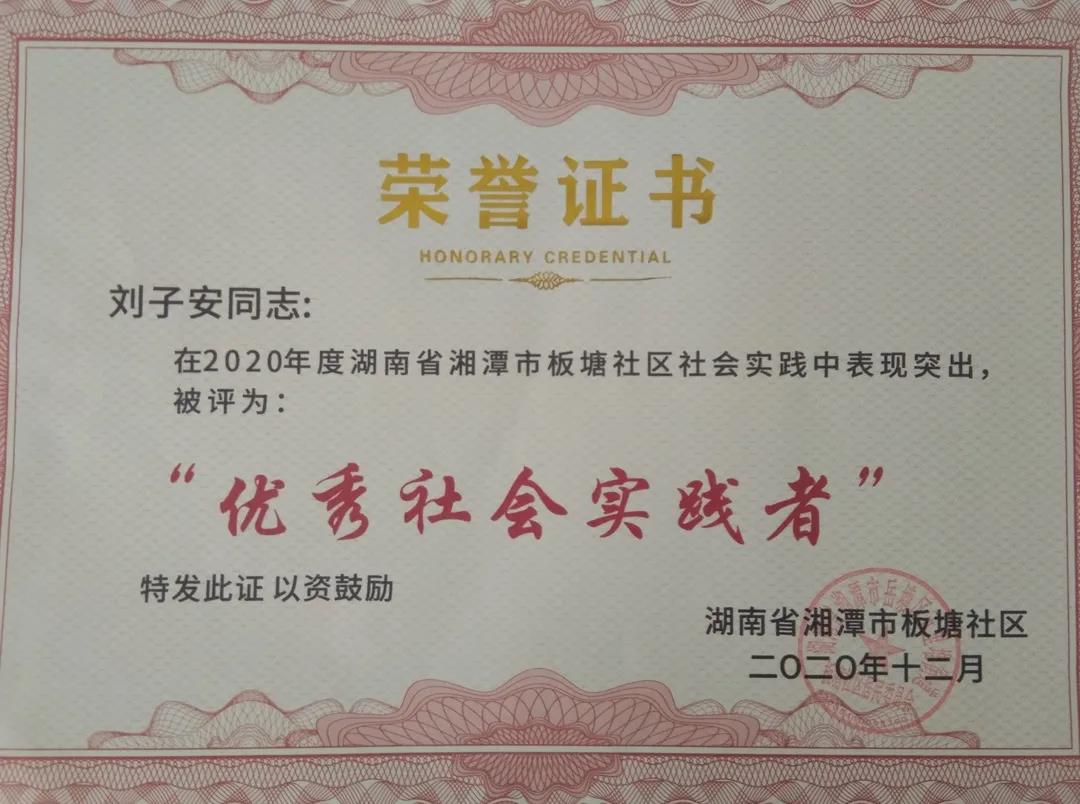 荣誉证书
HONORARY CREDENTIAL
刘子安同志:
在2020年度湖南省湘潭市板塘社区社会实践中表现突出，
被评为：
“优秀社会实践者”
特发此证 以资鼓励
湖南省湘潭市板塘社区
二〇二〇年十二月